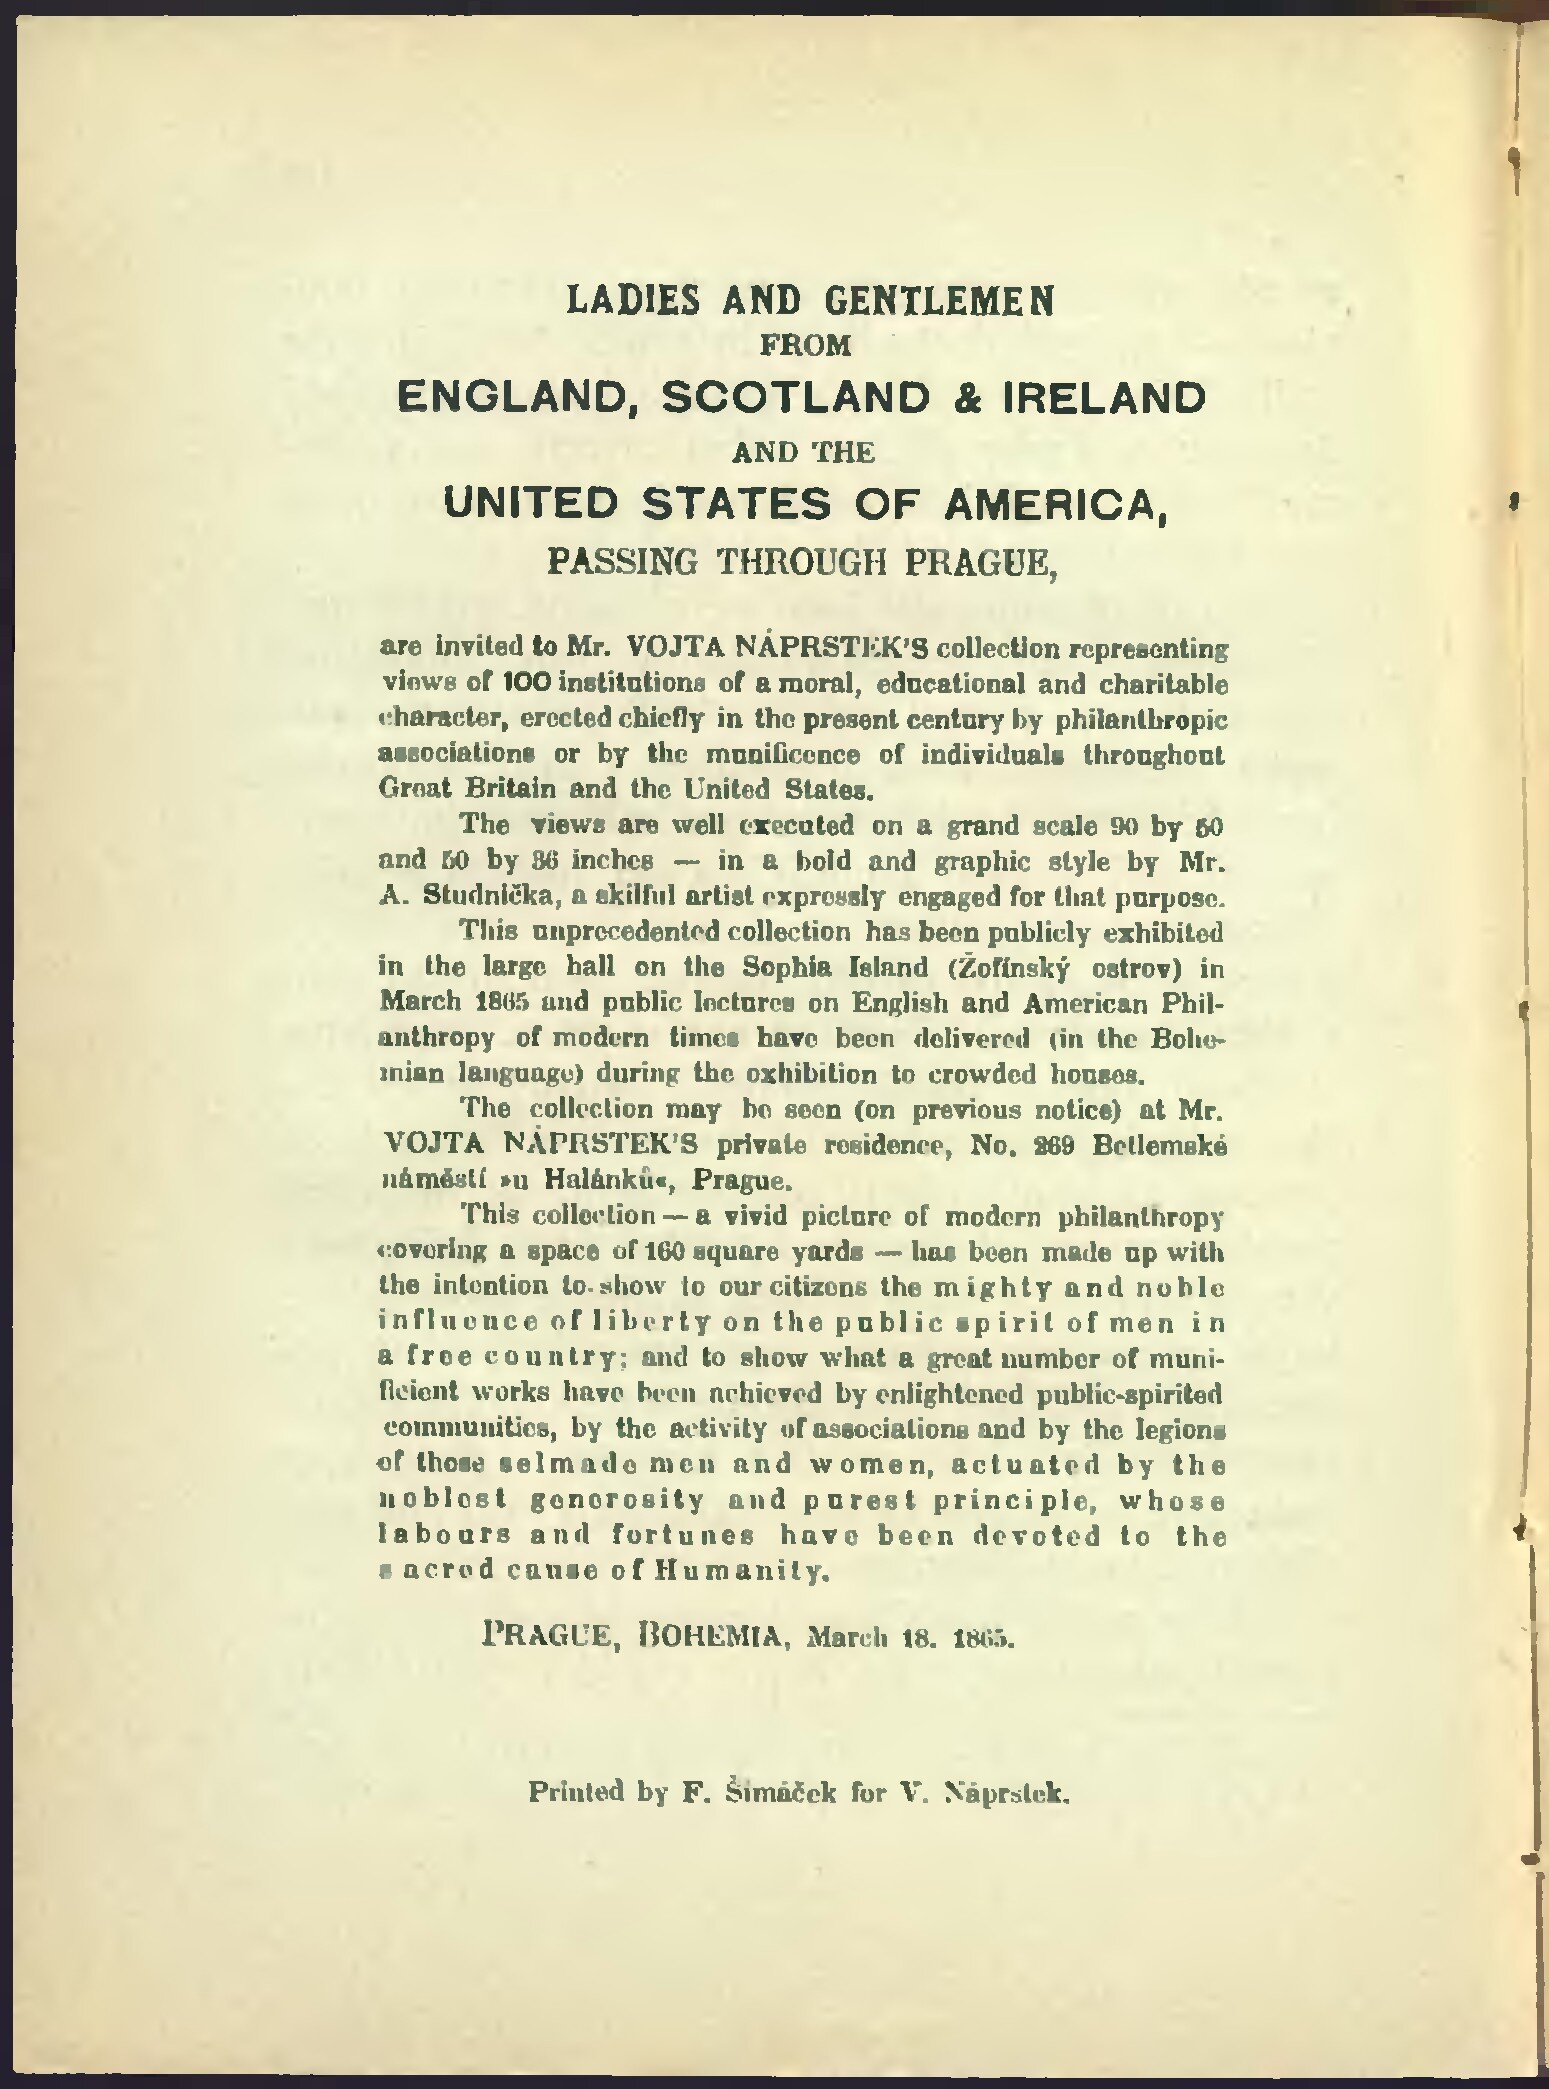 LADIES AND GENTLEMEN
FROM
ENGLAND, SCOTLAND & IRELAND
AND THE
UNITED STATES OF AMERICA,
PASSING THROUGH PRAGUE,
are invited to Mr. VOJTA NÁPRSTEK'S collection representing
views of 100 institutions of a moral, educational and charitable
character, erected chiefly in the present century by philanthropic
associations or by the munificence of individuals throughout
Great Britain and the United States.
The views are well executed on a grand scale 90 by 60
and 50 by 36 inches — in a bold and graphic style by Mr.
A. Studnička, a skilful artist expressly engaged for that purpose.
This unprecedented collection has been publicly exhibited
in the large hall on the Sophia Island (Žofínský ostrov) in
March 1865 and public lectures on English and American Phil-
anthropy of modern times have been delivered (in the Bohe-
mian language) during the exhibition to crowded houses.
The collection may be seen (on previous notice) at Mr.
VOJTA NÁPRSTEK'S private residence, No. 269 Betlemské
náměstí »u Halánků«, Prague.
This collection — a vivid picture of modern philanthropy
covering a space of 160 square yards — has been made up with
the intention to show to our citizens the mighty and noble
influence of liberty on the public spirit of men in
a free country; and to show what a great number of muni-
ficient works have been achieved by enlightened public-spirited
communities, by the activity of associations and by the legions
of those selmade men and women, actuated by the
noblest generosity and purest principle, whose
labours and fortunes have been devoted to the
sacred cause of Humanity.
PRAGUE, BOHEMIA, March 18. 1865.
Printed by F. Šimáček for V. Náprstek.